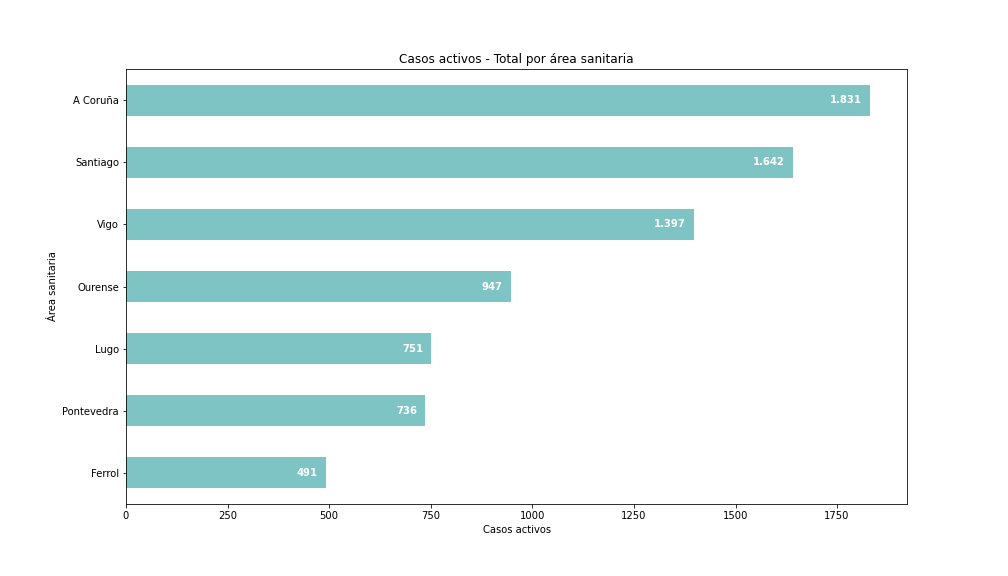 Casos activos - Total por área sanitaria
A Coruña
1.831
Santiago
1.642
Vigo
1.397
Ourense
947
Lugo
751
Pontevedra
736
Ferrol
491
Área sanitaria
0 250 500 750 1000 1250 1500 1750
Casos activos